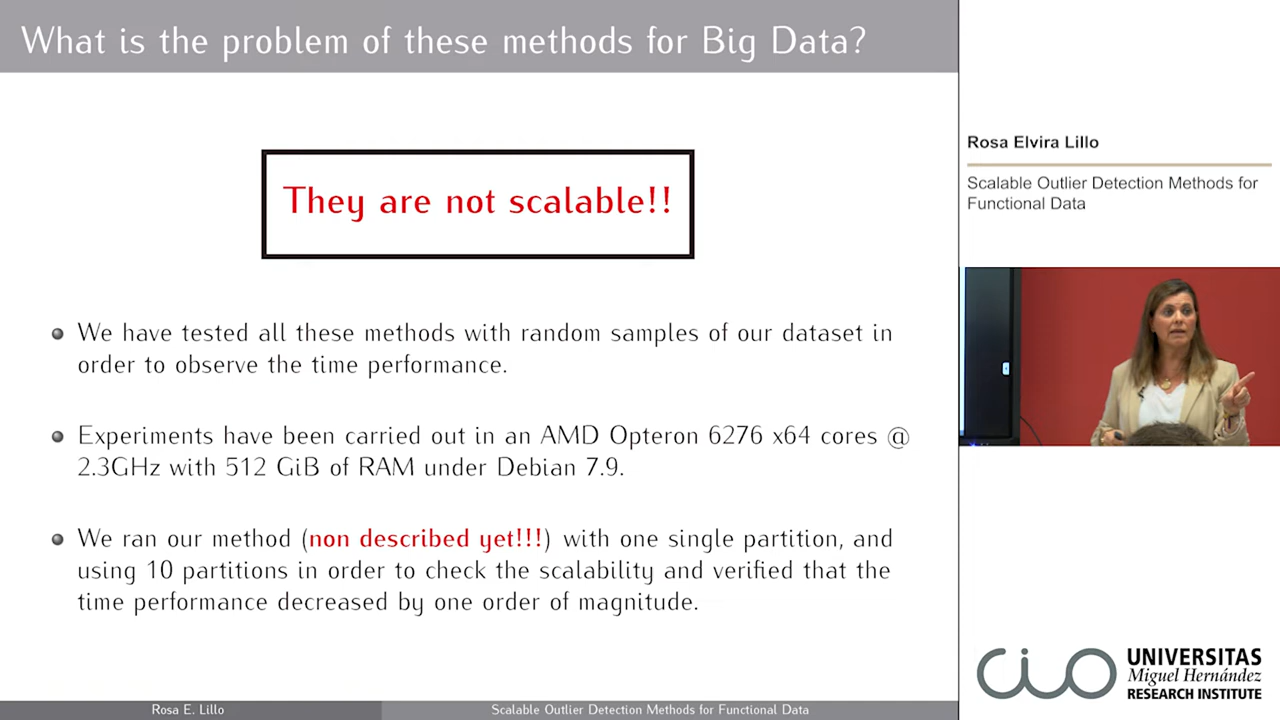 What is the problem of these methods for Big Data?
They are not scalable!!
We have tested all these methods with random samples of our dataset in
order to observe the time performance.
Experiments have been carried out in an AMD Opteron 6276 x64 cores @
2.3GHz with 512 GiB of RAM under Debian 7.9.
We ran our method (non described yet!!!) with one single partition, and
using 10 partitions in order to check the scalability and verified that the
time performance decreased by one order of magnitude.
Rosa E. Lillo
Scalable Outlier Detection Methods for Functional Data
Rosa Elvira Lillo
Scalable Outlier Detection Methods for
Functional Data
cio
UNIVERSITAS
Miguel Hernández
RESEARCH INSTITUTE